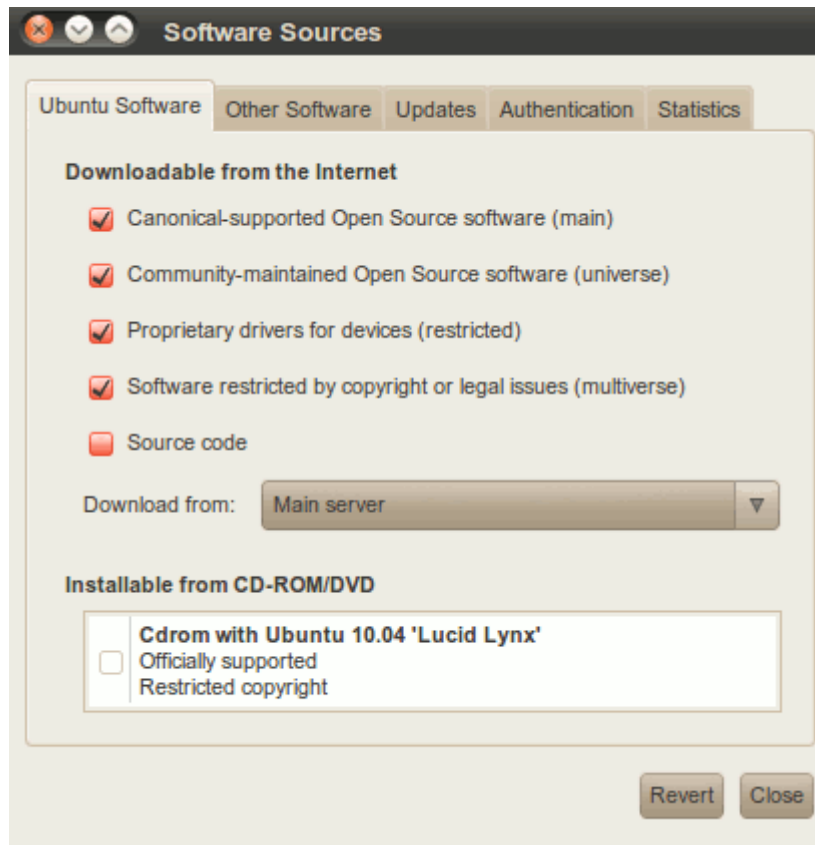 Software Sources
Ubuntu Software
Other Software
Updates
Authentication
Statistics
Downloadable from the Internet
Canonical-supported Open Source software (main)
Community-maintained Open Source software (universe)
Proprietary drivers for devices (restricted)
Software restricted by copyright or legal issues (multiverse)
Source code
Download from:
Main server
Installable from CD-ROM/DVD
Cdrom with Ubuntu 10.04 'Lucid Lynx'
Officially supported
Restricted copyright
Revert
Close